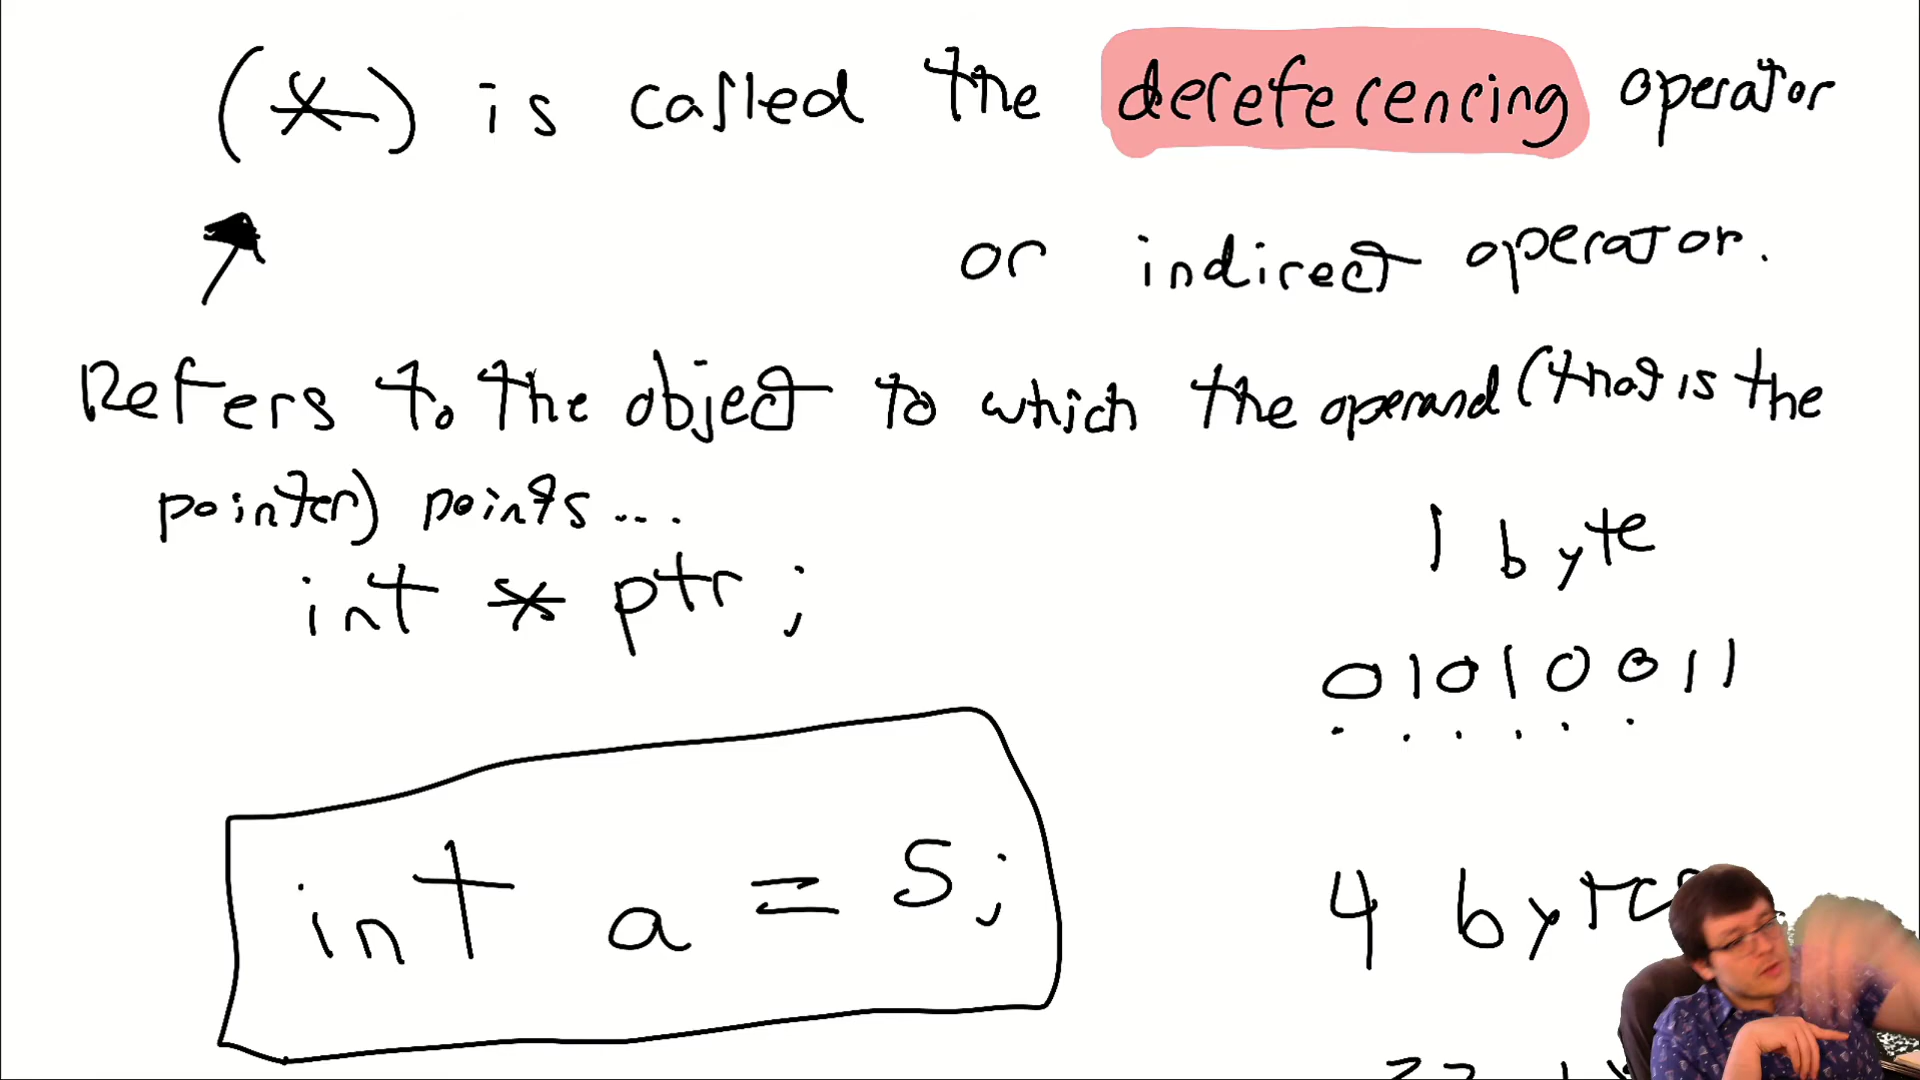 (*) is called the dereferencing operator
or indirect operator.
Refers to the object to which the operand (that is the
pointer) points...
int * ptr ;
1 byte
01010011
int a = 5;
4 bytes